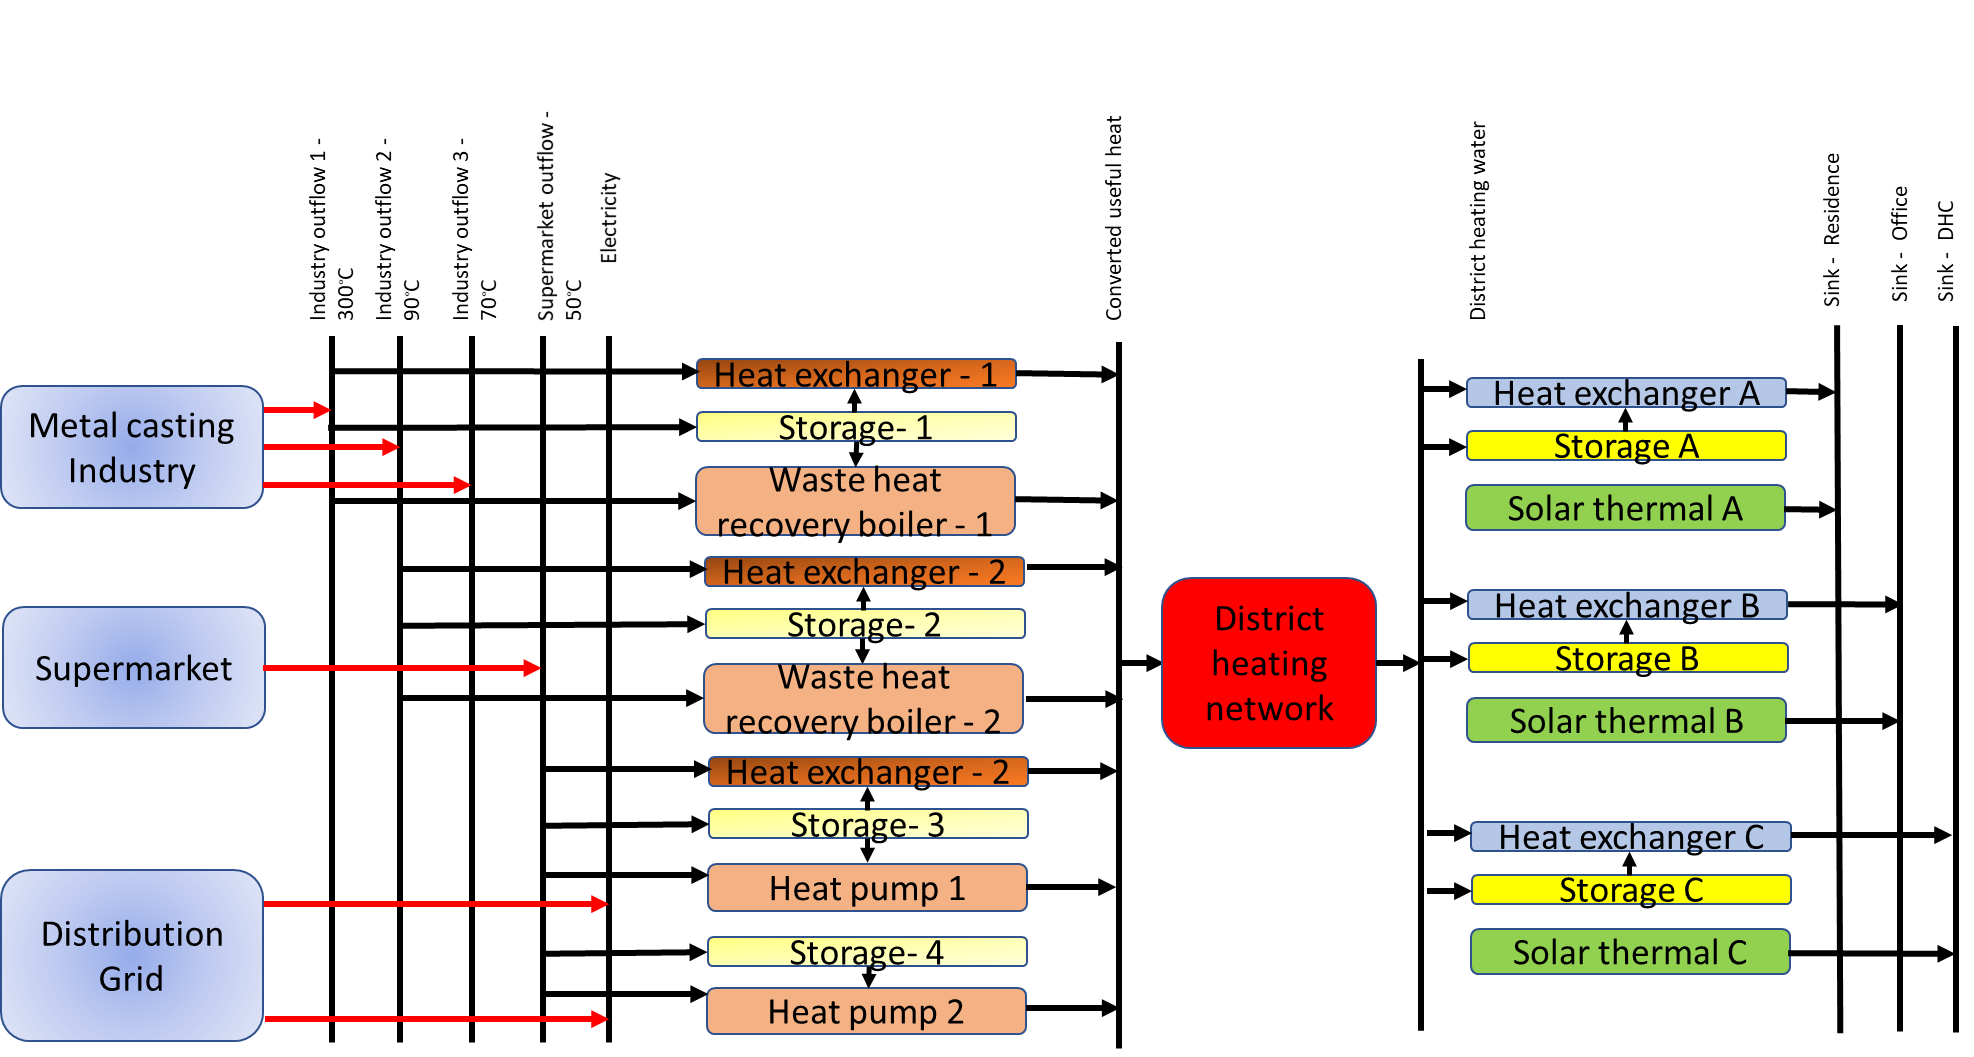 Industry outflow 1 -
300°C
Industry outflow 2 -
90°C
Industry outflow 3 -
70°C
Supermarket outflow -
50°C
Electricity
Converted useful heat
District heating water
Sink - Residence
Sink - Office
Sink - DHC
Metal casting
Industry
Supermarket
Distribution
Grid
Heat exchanger - 1
Storage- 1
Waste heat
recovery boiler - 1
Heat exchanger - 2
Storage- 2
Waste heat
recovery boiler - 2
Heat exchanger - 2
Storage- 3
Heat pump 1
Storage- 4
Heat pump 2
District
heating
network
Heat exchanger A
Storage A
Solar thermal A
Heat exchanger B
Storage B
Solar thermal B
Heat exchanger C
Storage C
Solar thermal C